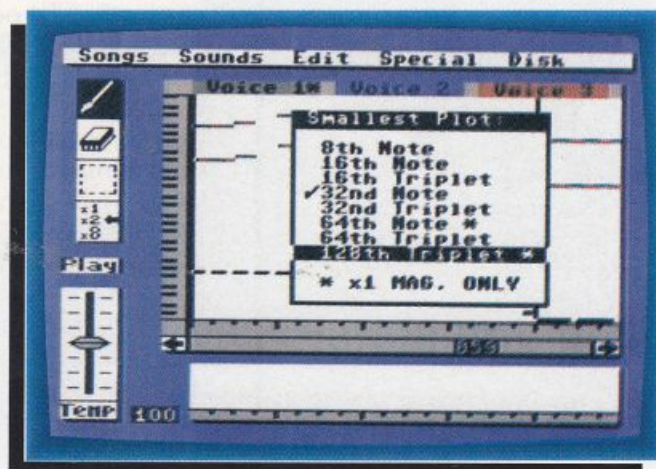 Songs Sounds Edit Special Disk
Voice 1* Voice 2 Voice 3
Smallest Plot:
8th Note
16th Note
16th Triplet
✓32nd Note
32nd Triplet
64th Note *
64th Triplet
128th Triplet *
* x1 MAG. ONLY
x1
x2
x8
Play
Temp 100